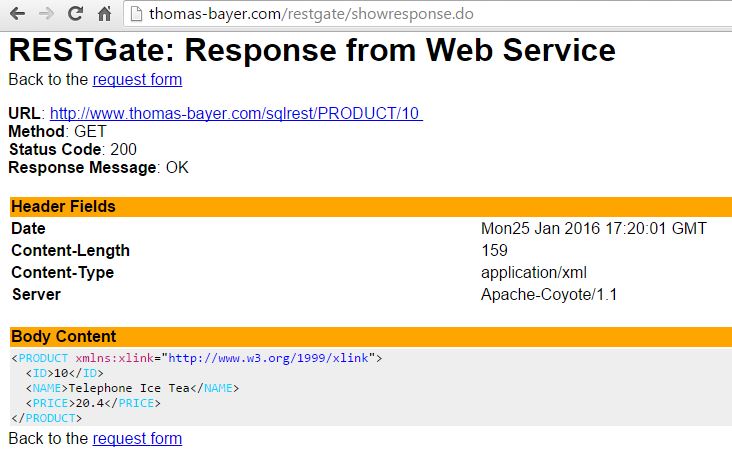 thomas-bayer.com/restgate/showresponse.do
RESTGate: Response from Web Service
Back to the request form
URL: http://www.thomas-bayer.com/sqlrest/PRODUCT/10
Method: GET
Status Code: 200
Response Message: OK
Header Fields
Date Mon25 Jan 2016 17:20:01 GMT
Content-Length 159
Content-Type application/xml
Server Apache-Coyote/1.1
Body Content
<PRODUCT xmlns:xlink="http://www.w3.org/1999/xlink">
<ID>10</ID>
<NAME>Telephone Ice Tea</NAME>
<PRICE>20.4</PRICE>
</PRODUCT>
Back to the request form